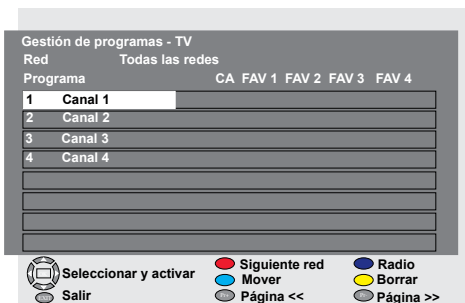 Gestión de programas - TV
Red Todas las redes
Programa CA FAV 1 FAV 2 FAV 3 FAV 4
1 Canal 1
2 Canal 2
3 Canal 3
4 Canal 4
Seleccionar y activar Siguiente red Radio
Mover Borrar
Salir Página << Página >>